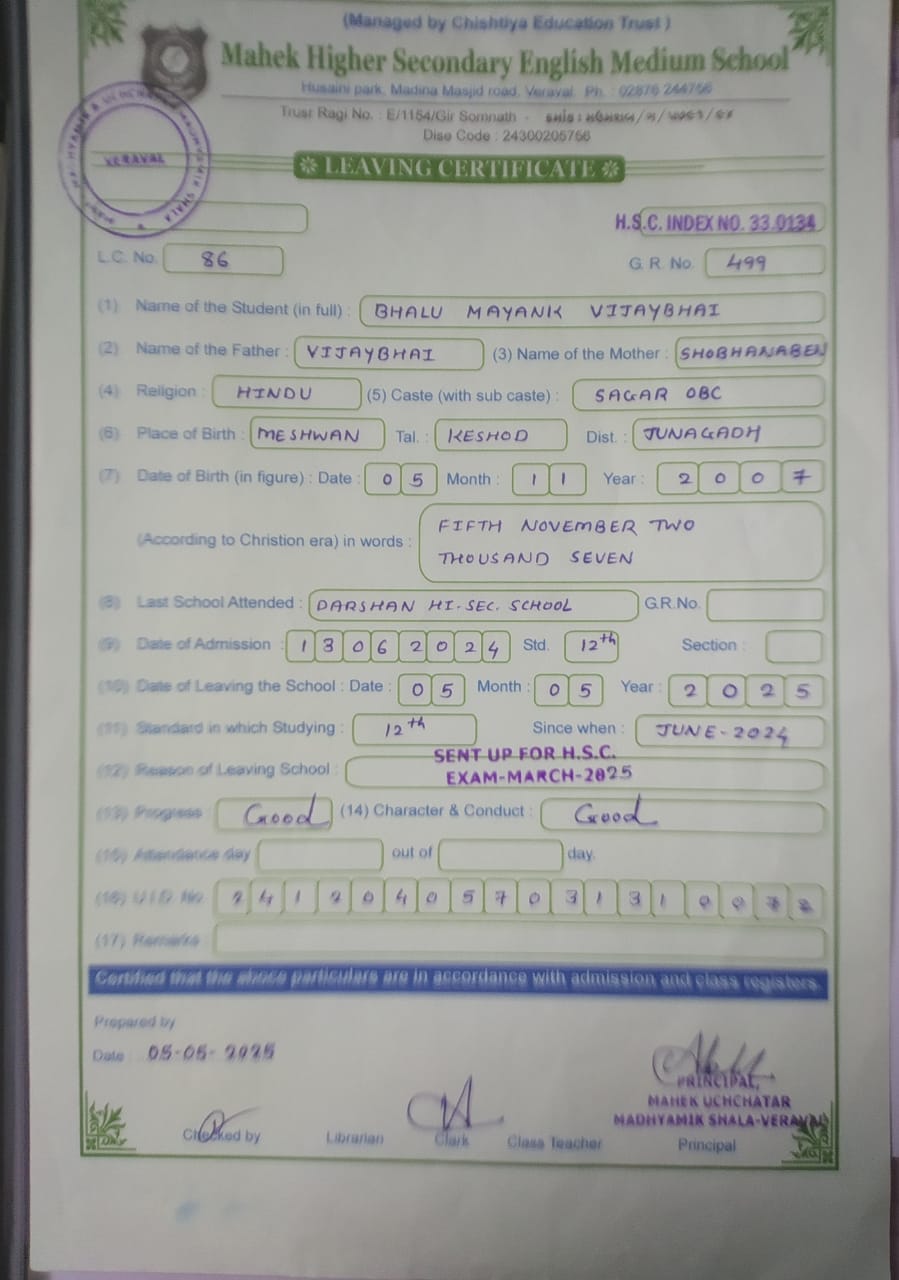 (Managed by Chishtiya Education Trust)
Mahek Higher Secondary English Medium School
Husaini park, Madina Masjid road, Veraval. Ph. : 02876 244766
Trusr Ragi No. : E/1154/Gir Somnath -
Dise Code : 24300205756
VERAVAL
LEAVING CERTIFICATE
H.S.C. INDEX NO. 33.0134
L.C. No. 86 G. R. No. 499
(1) Name of the Student (in full) : BHALU MAYANK VIJAYBHAI
(2) Name of the Father : VIJAYBHAI (3) Name of the Mother : SHOBHANABEN
(4) Religion : HINDU (5) Caste (with sub caste) : SAGAR OBC
(6) Place of Birth : MESHWAN Tal. : KESHOD Dist. : JUNAGADH
(7) Date of Birth (in figure) : Date : 05 Month : 11 Year : 2007
(According to Christion era) in words : FIFTH NOVEMBER TWO
THOUSAND SEVEN
(8) Last School Attended : DARSHAN HI-SEC. SCHOOL G.R.No.
(9) Date of Admission : 13062024 Std. 12th Section :
(10) Date of Leaving the School : Date : 05 Month : 05 Year : 2025
(11) Standard in which Studying : 12th Since when : JUNE-2024
(12) Reason of Leaving School : SENT UP FOR H.S.C.
EXAM-MARCH-2025
(13) Progress : Good (14) Character & Conduct : Good
(15) Attendance day out of day.
(16) U.I.D. No. 24120405703131
(17) Remarks
Certified that the above particulars are in accordance with admission and class registers.
Prepared by
Date : 05-05-2025
PRINCIPAL,
MAHEK UCHCHATAR
MADHYAMIK SHALA-VERAVAL
Checked by Librarian Clark Class Teacher Principal